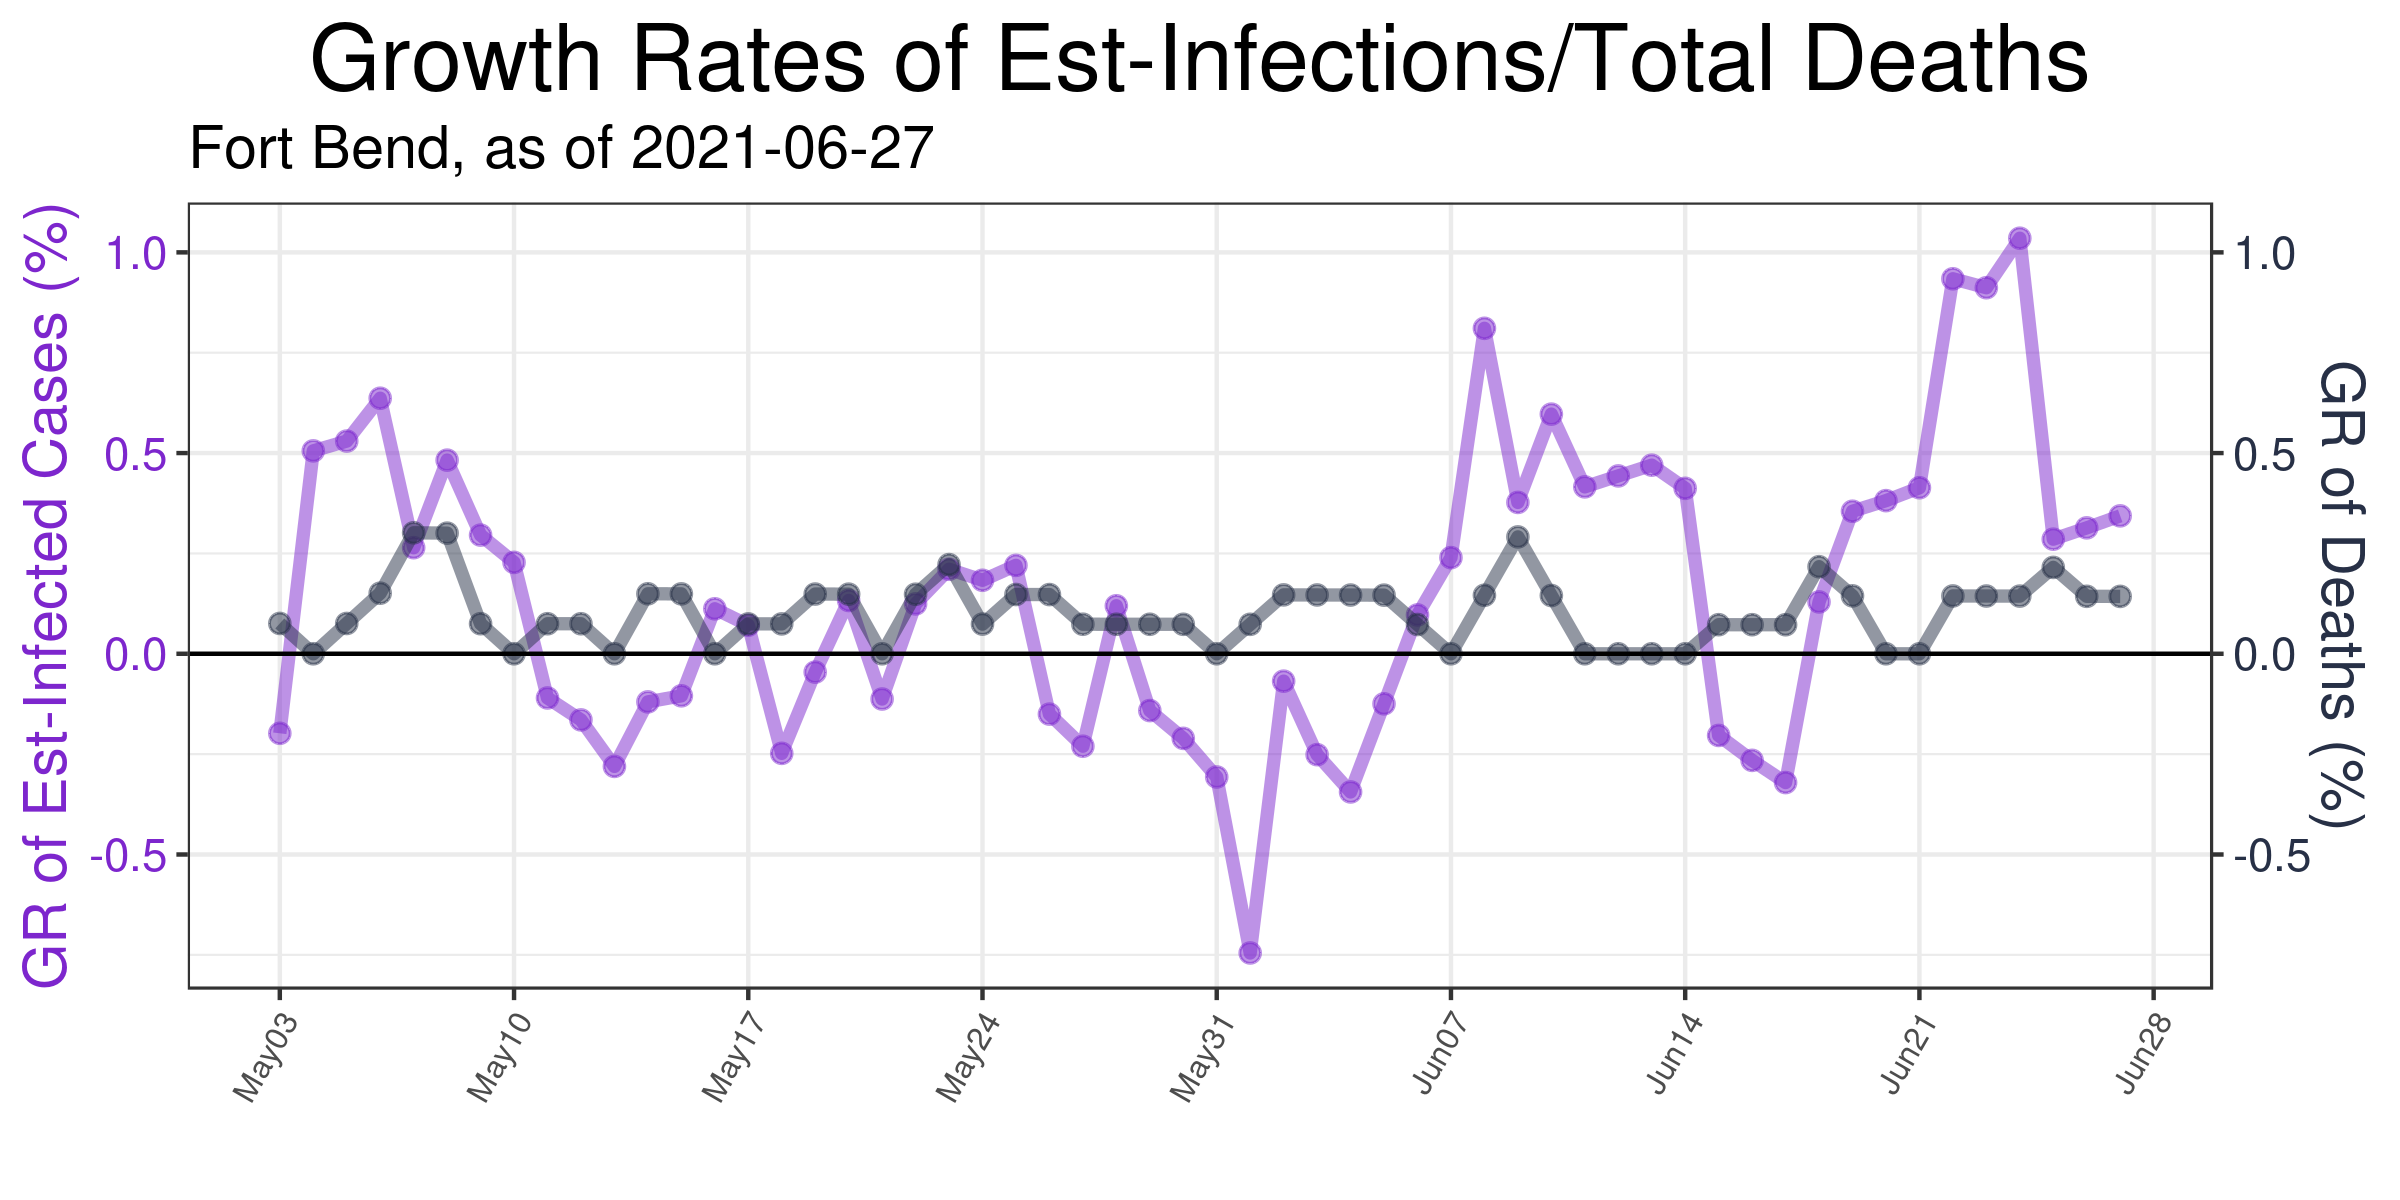 Growth Rates of Est-Infections/Total Deaths
Fort Bend, as of 2021-06-27
GR of Est-Infected Cases (%)
1.0
0.5
0.0
-0.5
1.0
0.5
0.0
-0.5
GR of Deaths (%)
May03
May10
May17
May24
May31
Jun07
Jun14
Jun21
Jun28